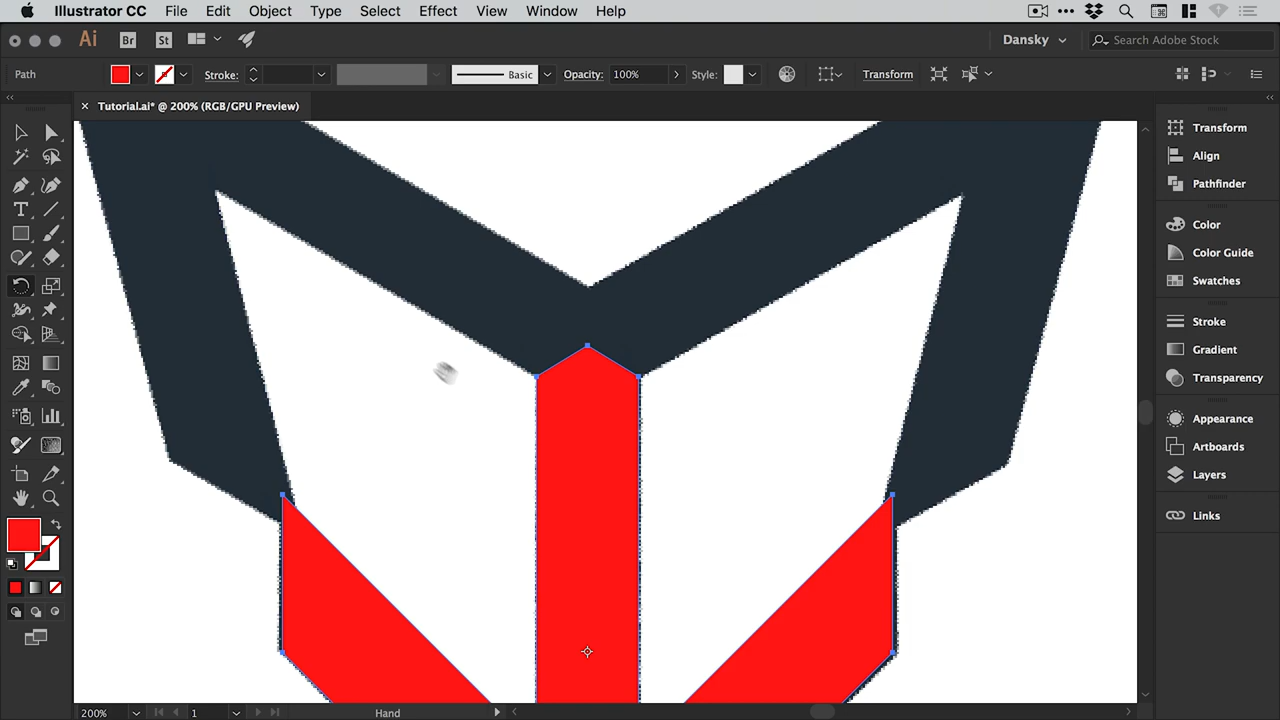 Illustrator CC File Edit Object Type Select Effect View Window Help
Ai Br St Dansky Search Adobe Stock
Path Stroke: Basic Opacity: 100% Style: Transform
× Tutorial.ai* @ 200% (RGB/GPU Preview)
Transform
Align
Pathfinder
Color
Color Guide
Swatches
Stroke
Gradient
Transparency
Appearance
Artboards
Layers
Links
200% 1 Hand